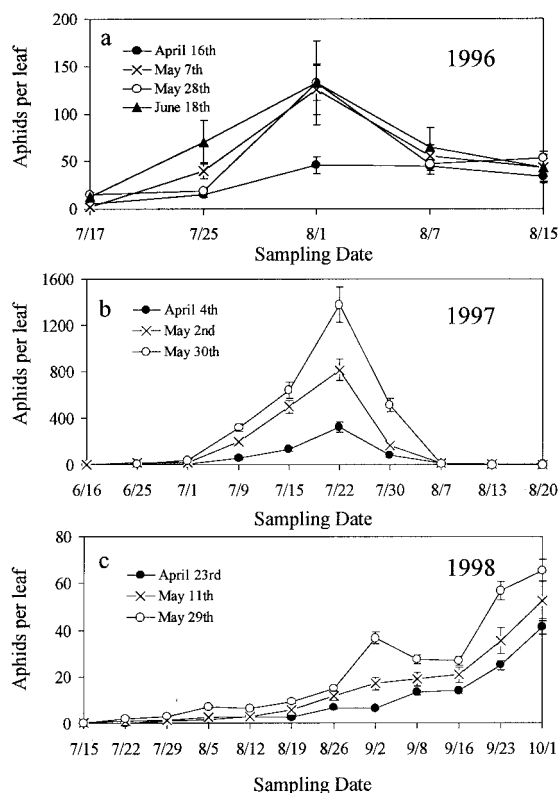 a
1996
April 16th
May 7th
May 28th
June 18th
Aphids per leaf
200
150
100
50
0
7/17 7/25 8/1 8/7 8/15
Sampling Date
b
1997
April 4th
May 2nd
May 30th
Aphids per leaf
1600
1200
800
400
0
6/16 6/25 7/1 7/9 7/15 7/22 7/30 8/7 8/13 8/20
Sampling Date
c
1998
April 23rd
May 11th
May 29th
Aphids per leaf
80
60
40
20
0
7/15 7/22 7/29 8/5 8/12 8/19 8/26 9/2 9/8 9/16 9/23 10/1
Sampling Date